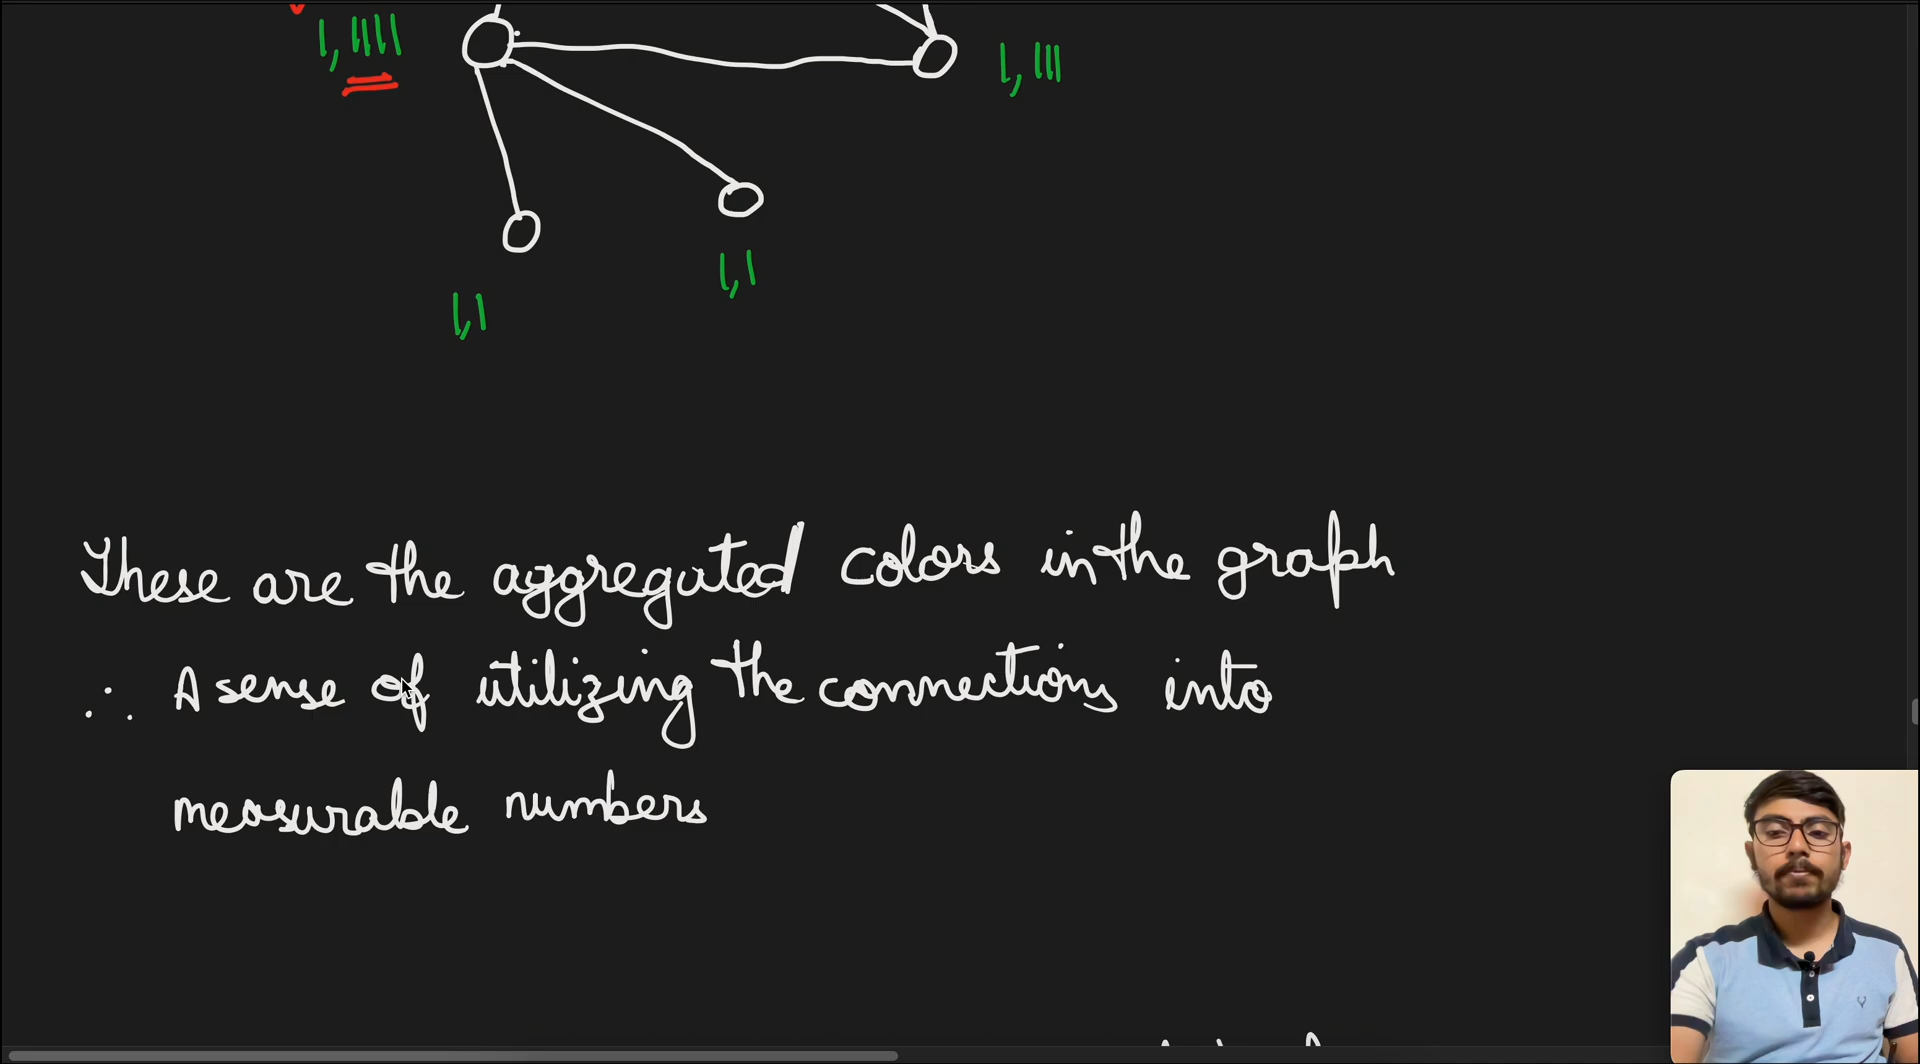 1, 1111
1, 111
1, 1
1, 1
These are the aggregated colors in the graph
∴ A sense of utilizing the connections into
measurable numbers